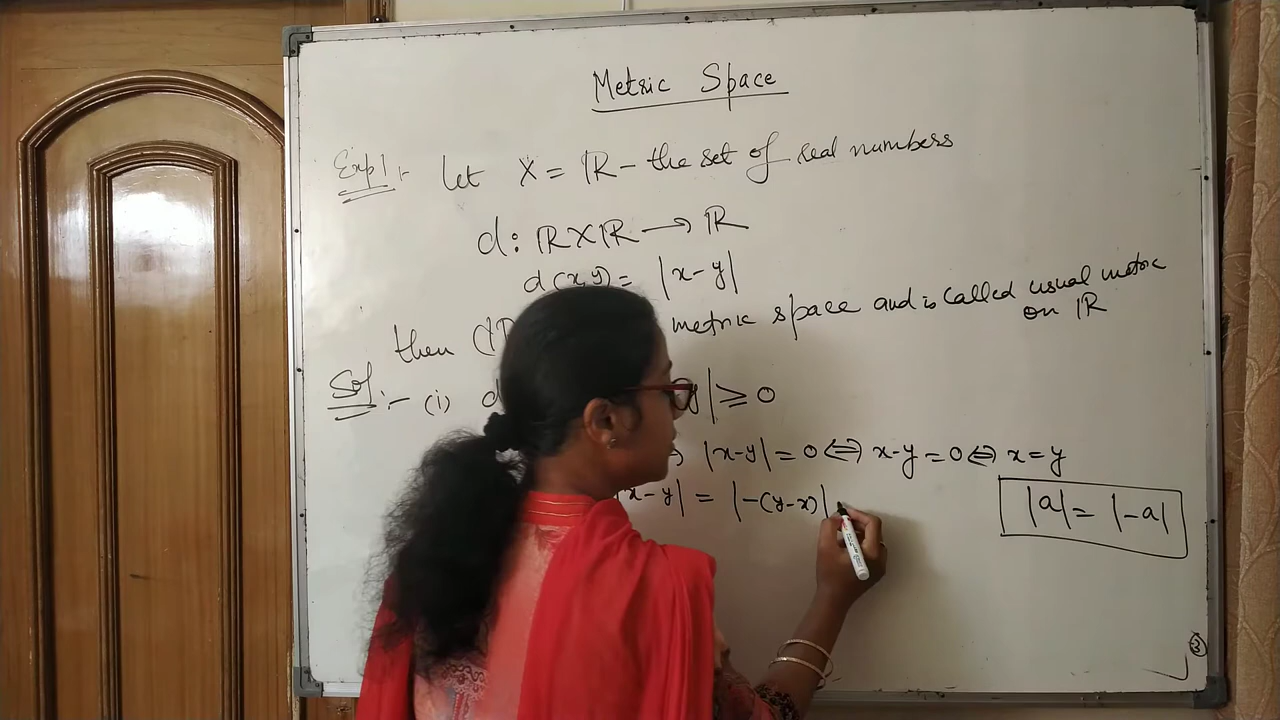 Metric Space
Exp1:- let X = ℝ - the set of real numbers
d: ℝ×ℝ → ℝ
d(x,y) = |x-y|
then (ℝ metric space and is called usual metric
on ℝ
Sol:- (i) d | ≥ 0
|x-y| = 0 ⇔ x-y = 0 ⇔ x = y
|x-y| = |-(y-x)|
|a| = |-a|
3